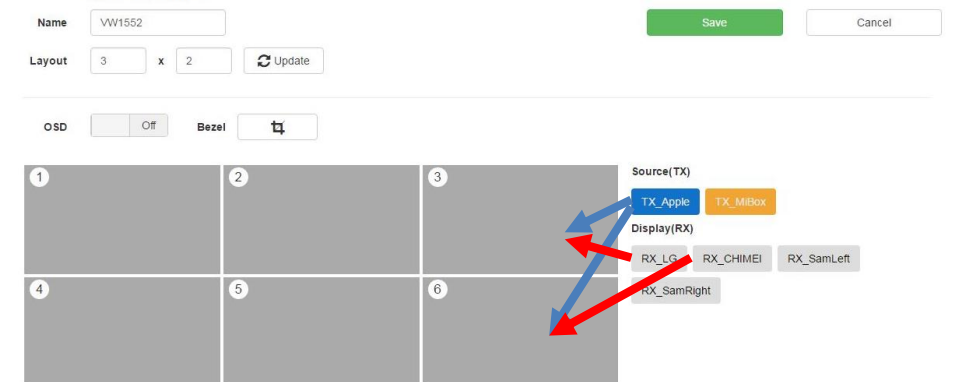 Name VW1552 Save Cancel
Layout 3 x 2 Update
OSD Off Bezel
1 2 3 Source(TX)
TX_Apple TX_MiBox
Display(RX)
RX_LG RX_CHIMEI RX_SamLeft
4 5 6 RX_SamRight